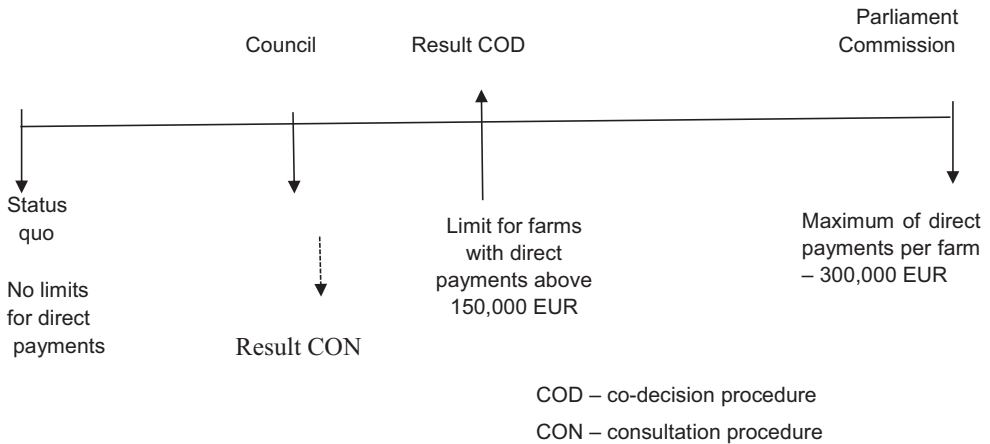 Parliament
Council
Result COD
Commission
Status
quo
No limits
for direct
payments
Result CON
Limit for farms
with direct
payments above
150,000 EUR
Maximum of direct
payments per farm
– 300,000 EUR
COD – co-decision procedure
CON – consultation procedure